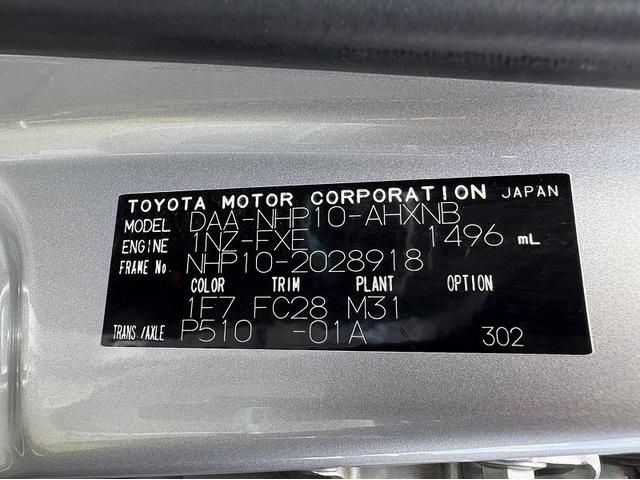 TOYOTA MOTOR CORPORATION JAPAN
MODEL DAA-NHP10-AHXNB
ENGINE 1NZ-FXE 1496 mL
FRAME No. NHP10-2028918
COLOR TRIM PLANT OPTION
1F7 FC28 M31
TRANS/AXLE P510 -01A 302